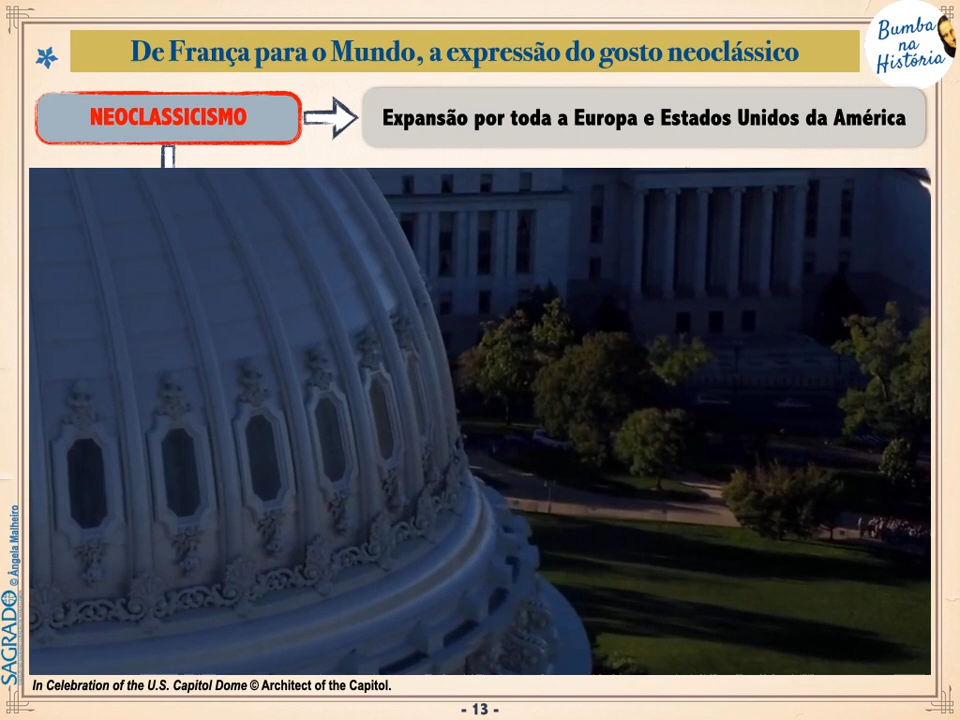 De França para o Mundo, a expressão do gosto neoclássico
Bumba
na
História
NEOCLASSICISMO
Expansão por toda a Europa e Estados Unidos da América
SAGRADO
© Ângela Malheiro
In Celebration of the U.S. Capitol Dome © Architect of the Capitol.
- 13 -